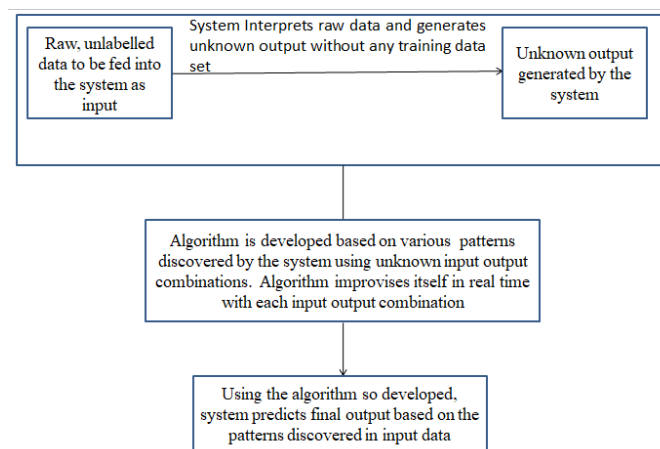 Raw, unlabelled
data to be fed into
the system as
input
System Interprets raw data and generates
unknown output without any training data
set
Unknown output
generated by the
system
Algorithm is developed based on various patterns
discovered by the system using unknown input output
combinations. Algorithm improvises itself in real time
with each input output combination
Using the algorithm so developed,
system predicts final output based on the
patterns discovered in input data